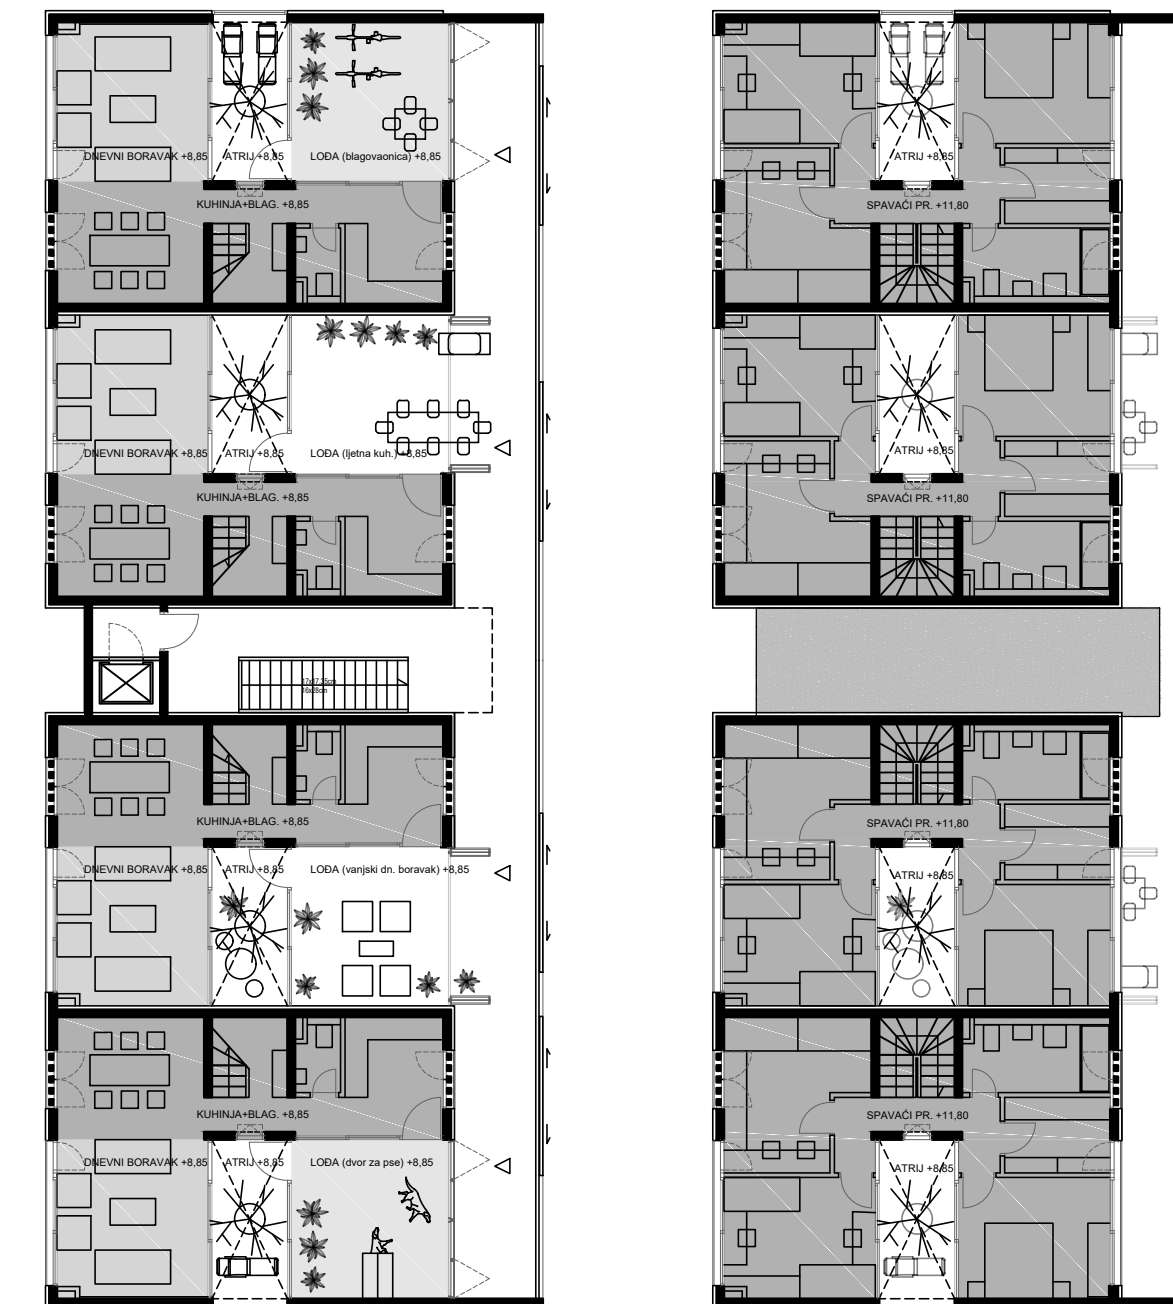 DNEVNI BORAVAK +8,85 ATRIJ +8,85 LOĐA (blagovaonica) +8,85
KUHINJA+BLAG. +8,85
DNEVNI BORAVAK +8,85 ATRIJ +8,85 LOĐA (ljetna kuh.) +8,85
KUHINJA+BLAG. +8,85
17x17,35cm
16x28cm
KUHINJA+BLAG. +8,85
DNEVNI BORAVAK +8,85 ATRIJ +8,85 LOĐA (vanjski dn. boravak) +8,85
KUHINJA+BLAG. +8,85
DNEVNI BORAVAK +8,85 ATRIJ +8,85 LOĐA (dvor za pse) +8,85
ATRIJ +8,85
SPAVAĆI PR. +11,80
ATRIJ +8,85
SPAVAĆI PR. +11,80
SPAVAĆI PR. +11,80
ATRIJ +8,85
SPAVAĆI PR. +11,80
ATRIJ +8,85